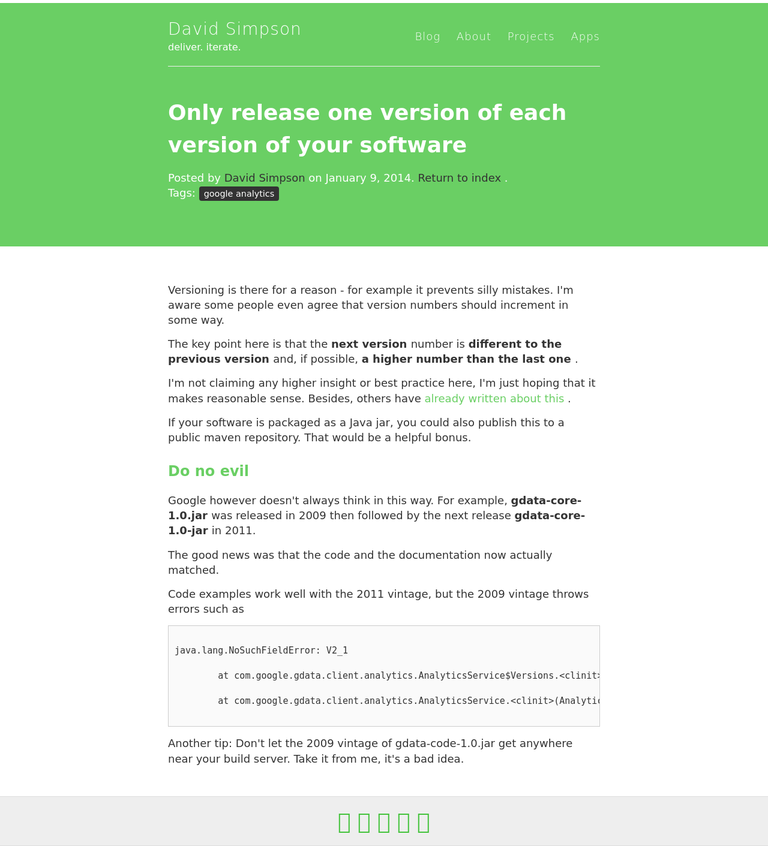 David Simpson
deliver. iterate.
Blog About Projects Apps
Only release one version of each
version of your software
Posted by David Simpson on January 9, 2014. Return to index .
Tags: google analytics
Versioning is there for a reason - for example it prevents silly mistakes. I'm
aware some people even agree that version numbers should increment in
some way.
The key point here is that the next version number is different to the
previous version and, if possible, a higher number than the last one .
I'm not claiming any higher insight or best practice here, I'm just hoping that it
makes reasonable sense. Besides, others have already written about this .
If your software is packaged as a Java jar, you could also publish this to a
public maven repository. That would be a helpful bonus.
Do no evil
Google however doesn't always think in this way. For example, gdata-core-
1.0.jar was released in 2009 then followed by the next release gdata-core-
1.0-jar in 2011.
The good news was that the code and the documentation now actually
matched.
Code examples work well with the 2011 vintage, but the 2009 vintage throws
errors such as
java.lang.NoSuchFieldError: V2_1
at com.google.gdata.client.analytics.AnalyticsService$Versions.<clinit>
at com.google.gdata.client.analytics.AnalyticsService.<clinit>(Analytic
Another tip: Don't let the 2009 vintage of gdata-code-1.0.jar get anywhere
near your build server. Take it from me, it's a bad idea.